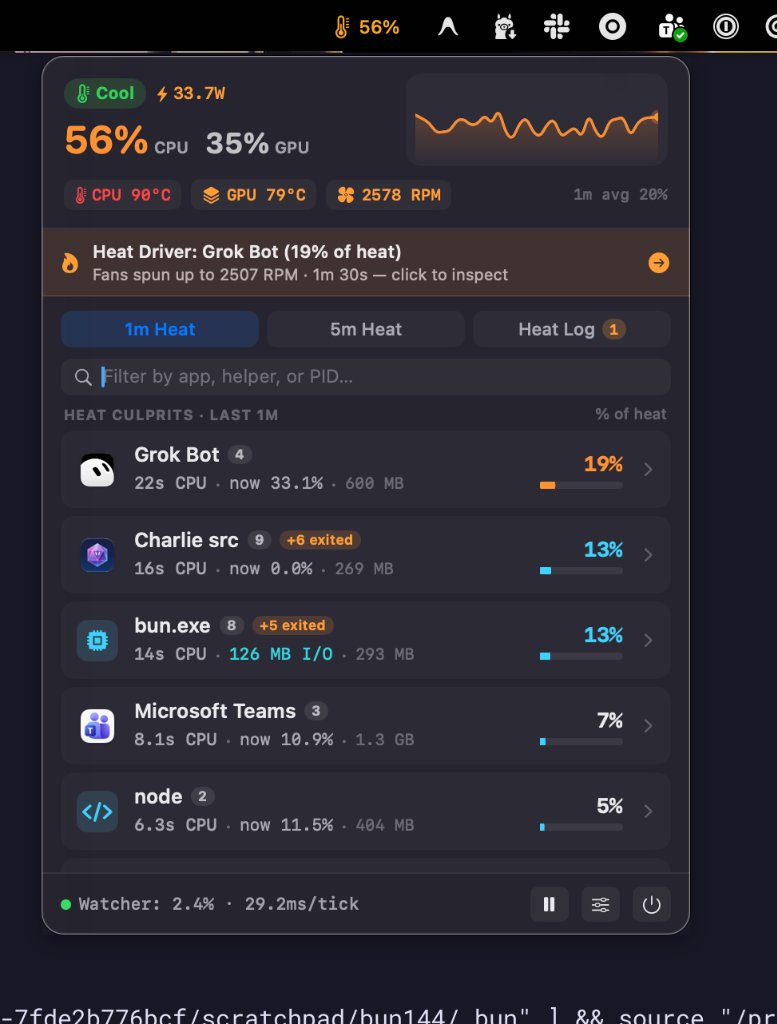 56%
Cool 33.7W
56% CPU 35% GPU
CPU 90°C GPU 79°C 2578 RPM 1m avg 20%
Heat Driver: Grok Bot (19% of heat)
Fans spun up to 2507 RPM · 1m 30s — click to inspect
1m Heat 5m Heat Heat Log 1
Filter by app, helper, or PID...
HEAT CULPRITS · LAST 1M % of heat
Grok Bot 4 19%
22s CPU · now 33.1% · 600 MB
Charlie src 9 +6 exited 13%
16s CPU · now 0.0% · 269 MB
bun.exe 8 +5 exited 13%
14s CPU · 126 MB I/O · 293 MB
Microsoft Teams 3 7%
8.1s CPU · now 10.9% · 1.3 GB
node 2 5%
6.3s CPU · now 11.5% · 404 MB
Watcher: 2.4% · 29.2ms/tick
-7fde2b776bcf/scratchpad/bun144/_bun" ] && source "/pr